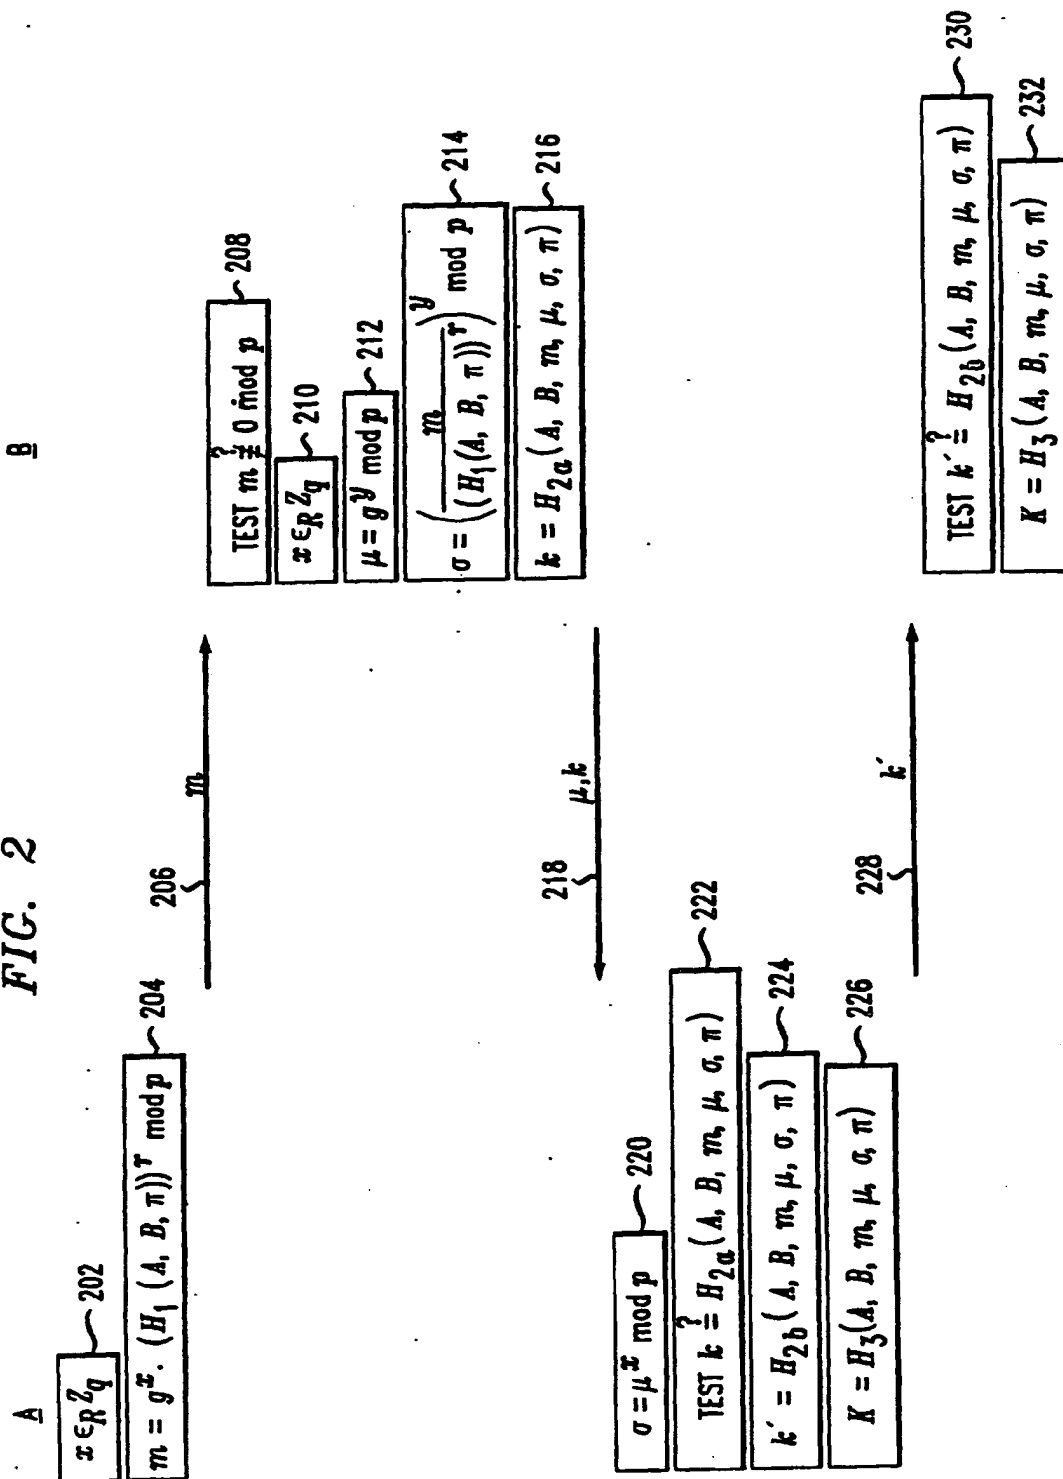 FIG. 2
A
B
x ∈R Zq 202
m = g^x · (H1 (A, B, π))^r mod p 204
206
m
TEST m ≠? 0 mod p 208
x ∈R Zq 210
μ = g^y mod p 212
σ = (m / ((H1(A, B, π))^r))^y mod p 214
k = H2a(A, B, m, μ, σ, π) 216
218
μ, k
σ = μ^x mod p 220
TEST k =? H2a(A, B, m, μ, σ, π) 222
k′ = H2b(A, B, m, μ, σ, π) 224
K = H3(A, B, m, μ, σ, π) 226
228
k′
TEST k′ =? H2b(A, B, m, μ, σ, π) 230
K = H3(A, B, m, μ, σ, π) 232